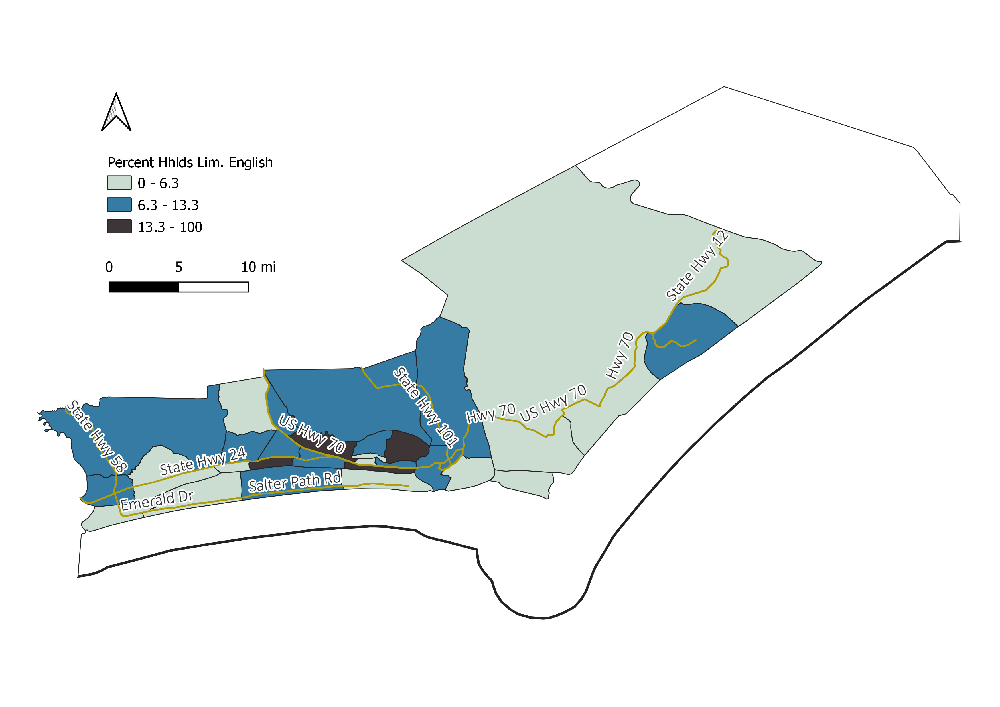 Percent Hhlds Lim. English
0 - 6.3
6.3 - 13.3
13.3 - 100
0 5 10 mi
State Hwy 12
Hwy 70
US Hwy 70
Hwy 70
State Hwy 101
US Hwy 70
State Hwy 58
State Hwy 24
Salter Path Rd
Emerald Dr